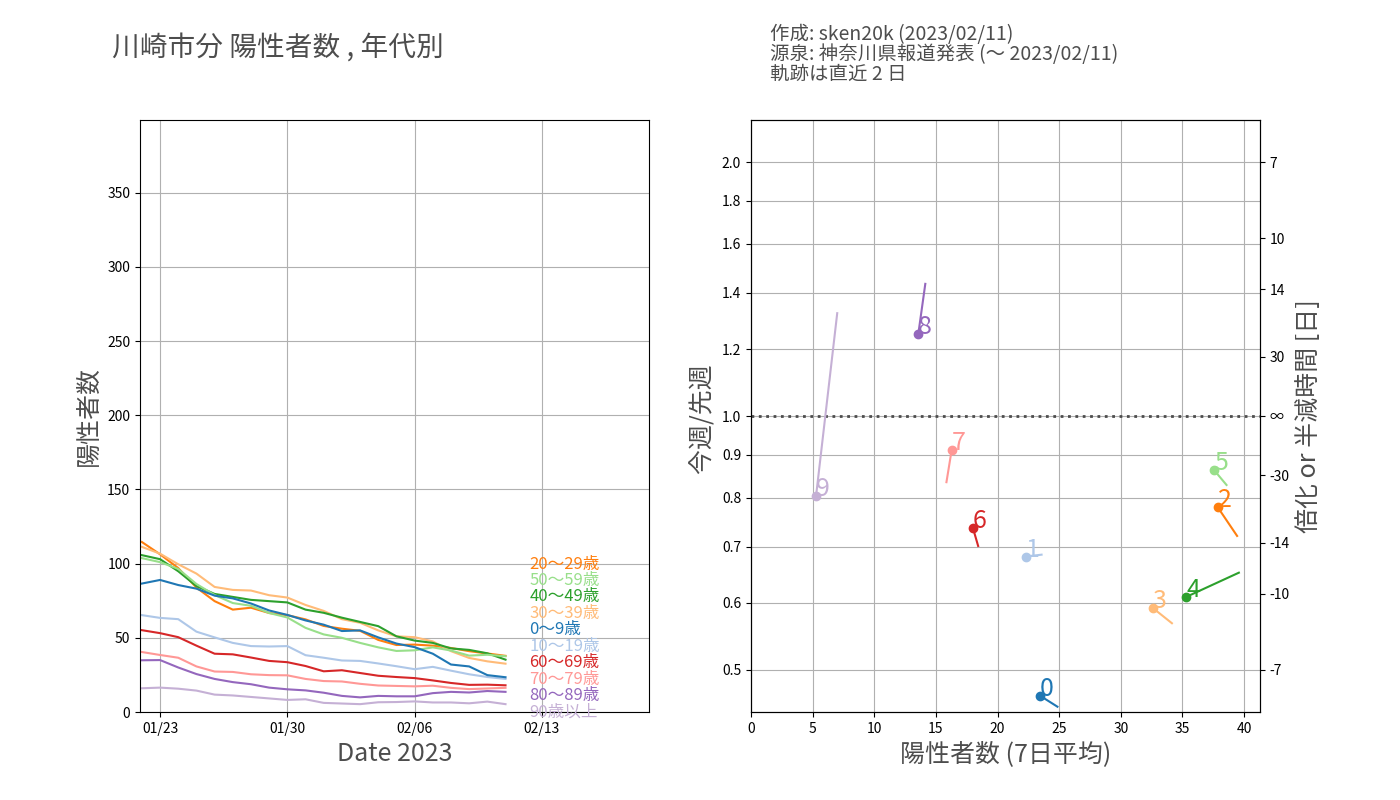 川崎市分 陽性者数 , 年代別
作成: sken20k (2023/02/11)
源泉: 神奈川県報道発表 (〜 2023/02/11)
軌跡は直近 2 日
陽性者数
350
300
250
200
150
100
50
0
20〜29歳
50〜59歳
40〜49歳
30〜39歳
0〜9歳
10〜19歳
60〜69歳
70〜79歳
80〜89歳
90歳以上
01/23 01/30 02/06 02/13
Date 2023
今週/先週
2.0
1.8
1.6
1.4
1.2
1.0
0.9
0.8
0.7
0.6
0.5
8
7
5
9
2
6
1
4
3
0
7
10
14
30
∞
-30
-14
-10
-7
倍化 or 半減時間 [日]
0 5 10 15 20 25 30 35 40
陽性者数 (7日平均)